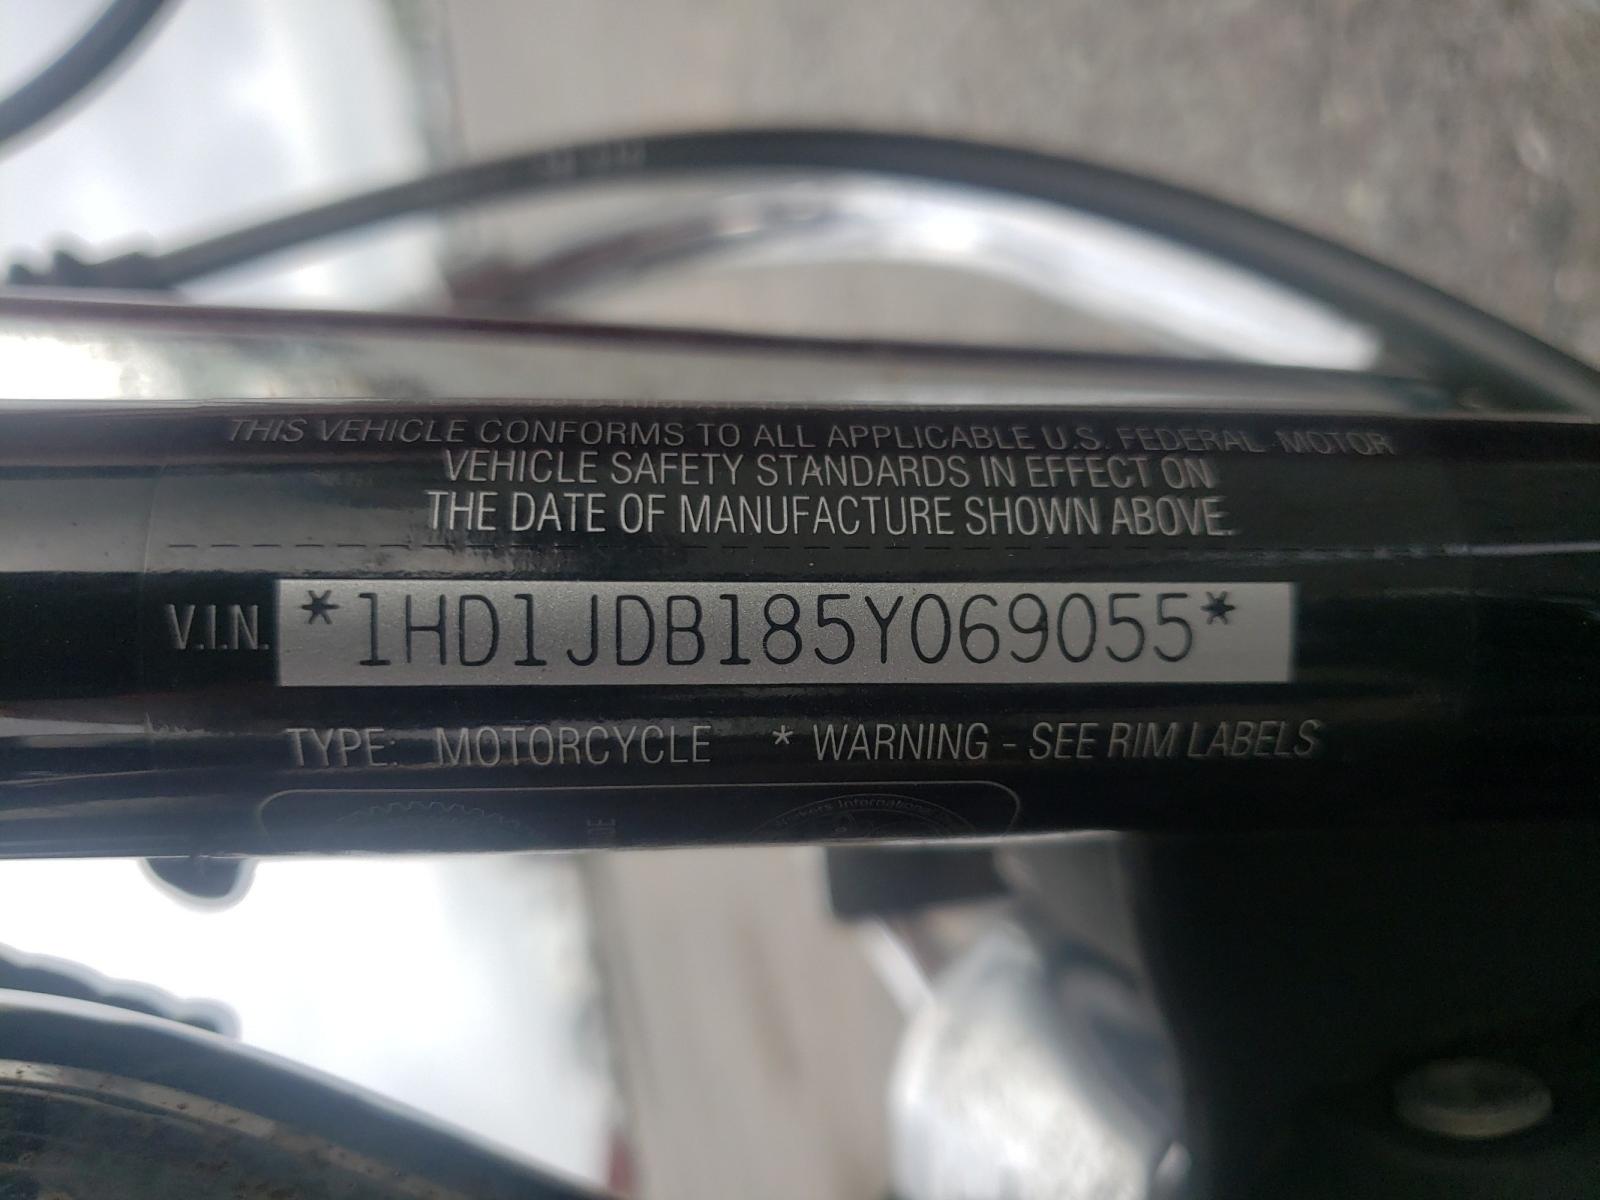 THIS VEHICLE CONFORMS TO ALL APPLICABLE U.S. FEDERAL MOTOR
VEHICLE SAFETY STANDARDS IN EFFECT ON
THE DATE OF MANUFACTURE SHOWN ABOVE.
V.I.N. *1HD1JDB185Y069055*
TYPE: MOTORCYCLE * WARNING - SEE RIM LABELS
International